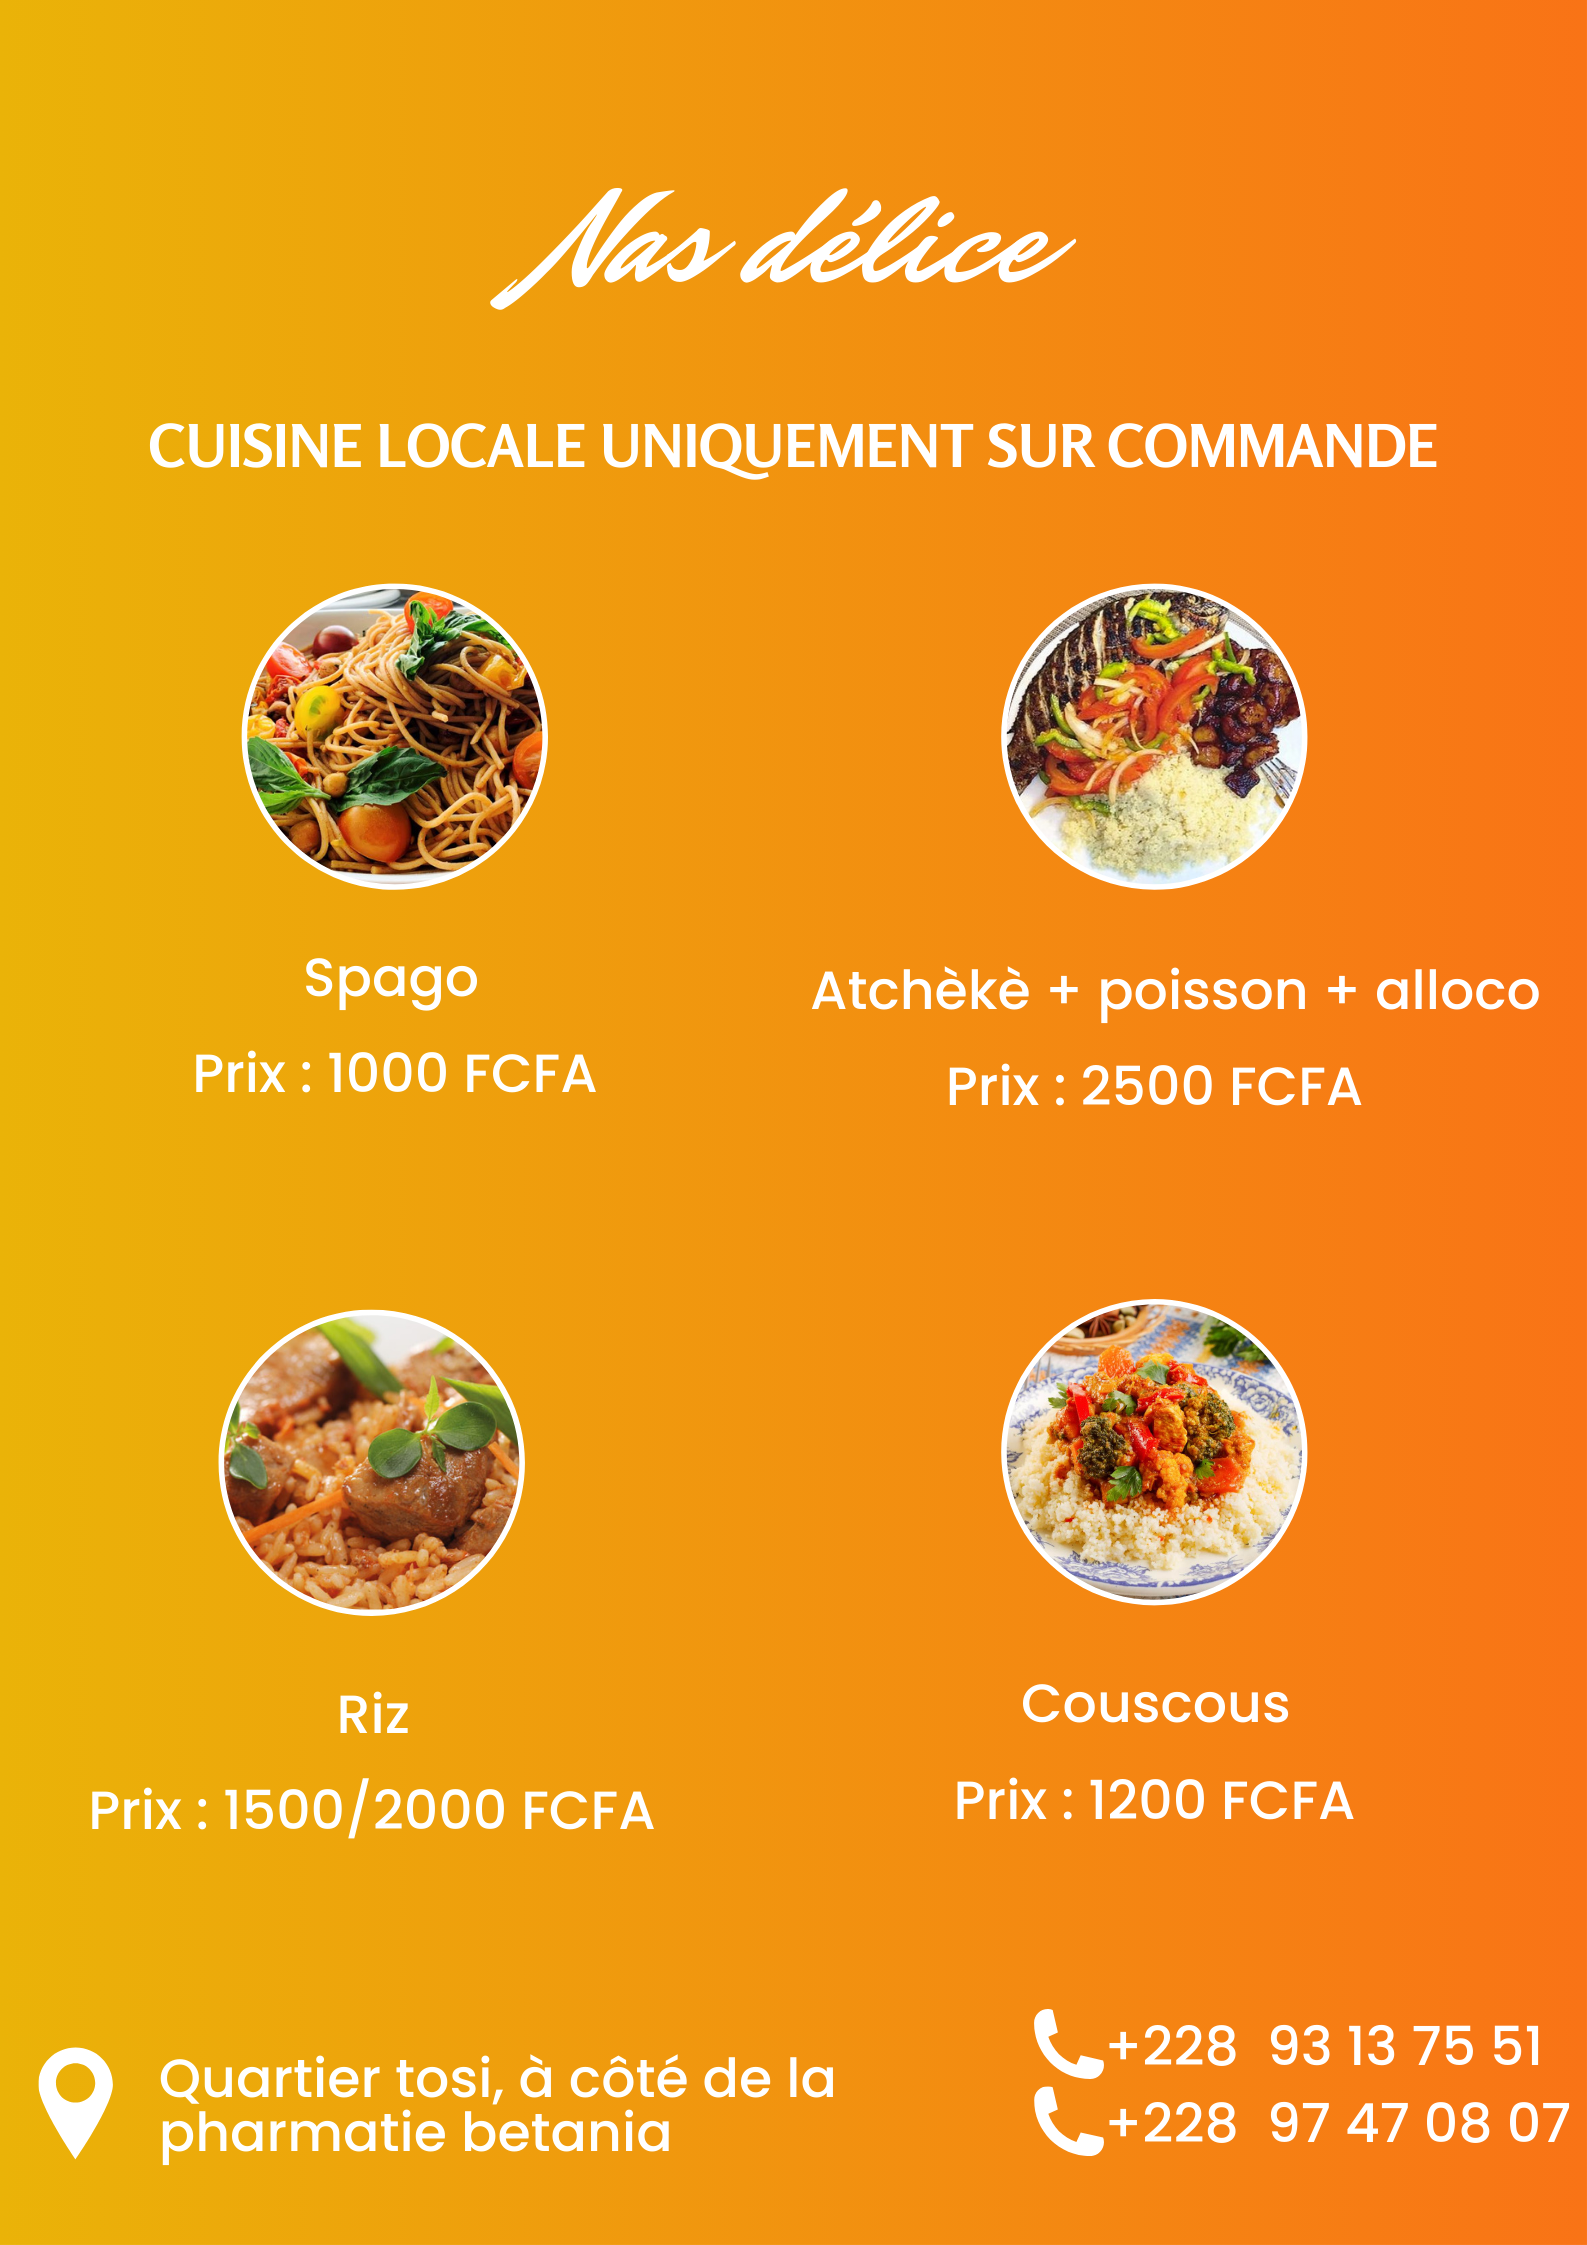 Nas délice
CUISINE LOCALE UNIQUEMENT SUR COMMANDE
Spago
Prix : 1000 FCFA
Atchèkè + poisson + alloco
Prix : 2500 FCFA
Riz
Prix : 1500/2000 FCFA
Couscous
Prix : 1200 FCFA
Quartier tosi, à côté de la
pharmatie betania
+228 93 13 75 51
+228 97 47 08 07